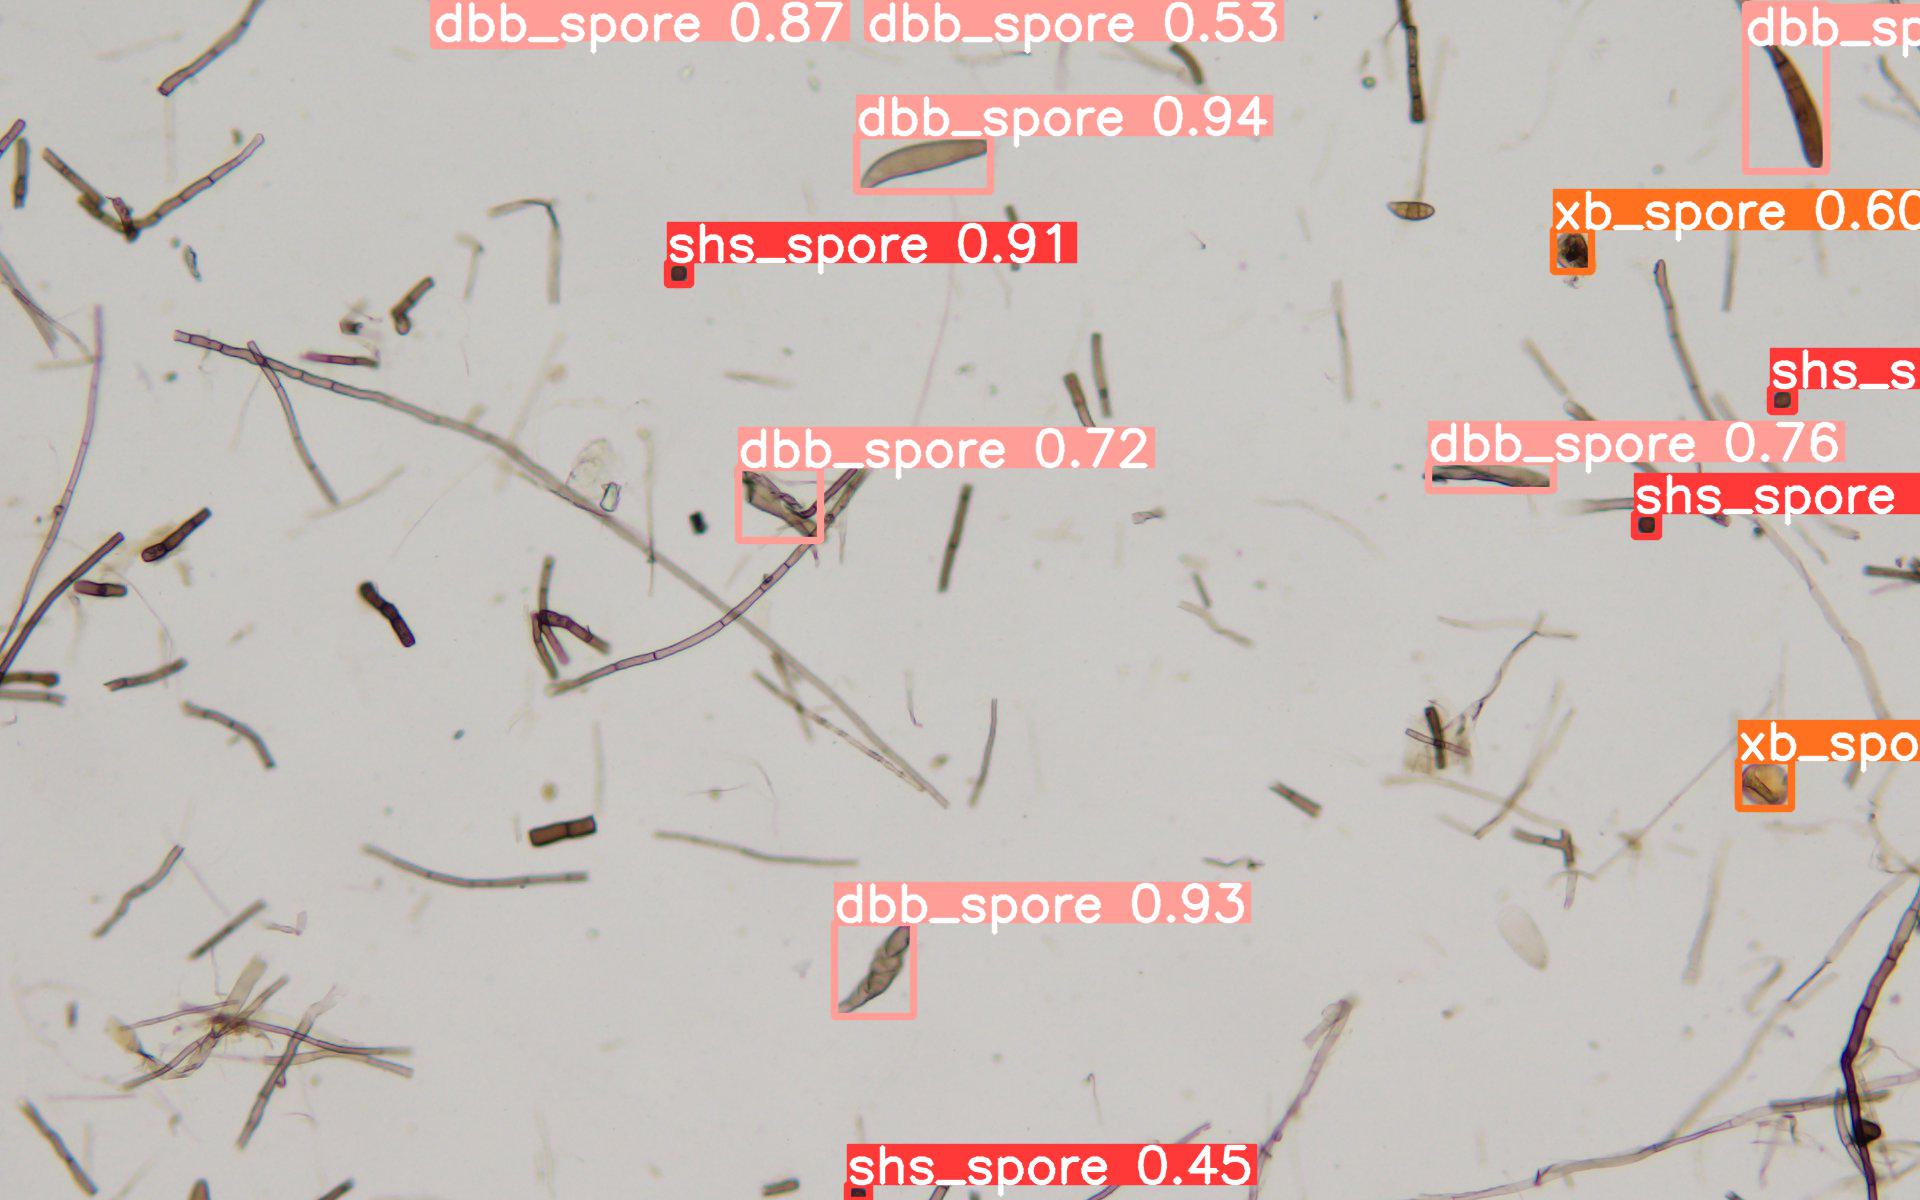 dbb_spore 0.87
dbb_spore 0.53
dbb_sp
dbb_spore 0.94
xb_spore 0.60
shs_spore 0.91
shs_s
dbb_spore 0.72
dbb_spore 0.76
shs_spore
xb_spo
dbb_spore 0.93
shs_spore 0.45